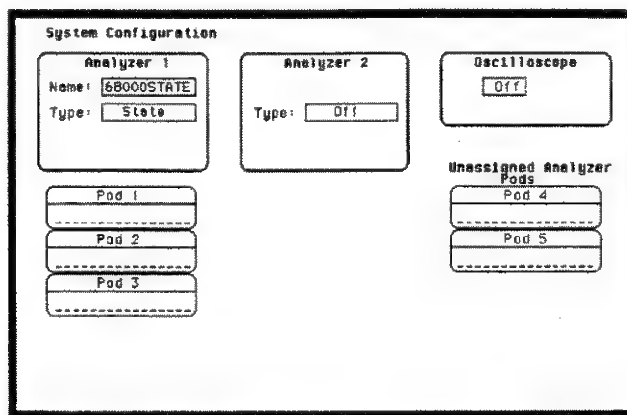 System Configuration
Analyzer 1
Name: 68000STATE
Type: State
Analyzer 2
Type: Off
Oscilloscope
Off
Unassigned Analyzer
Pods
Pod 1
Pod 2
Pod 3
Pod 4
Pod 5